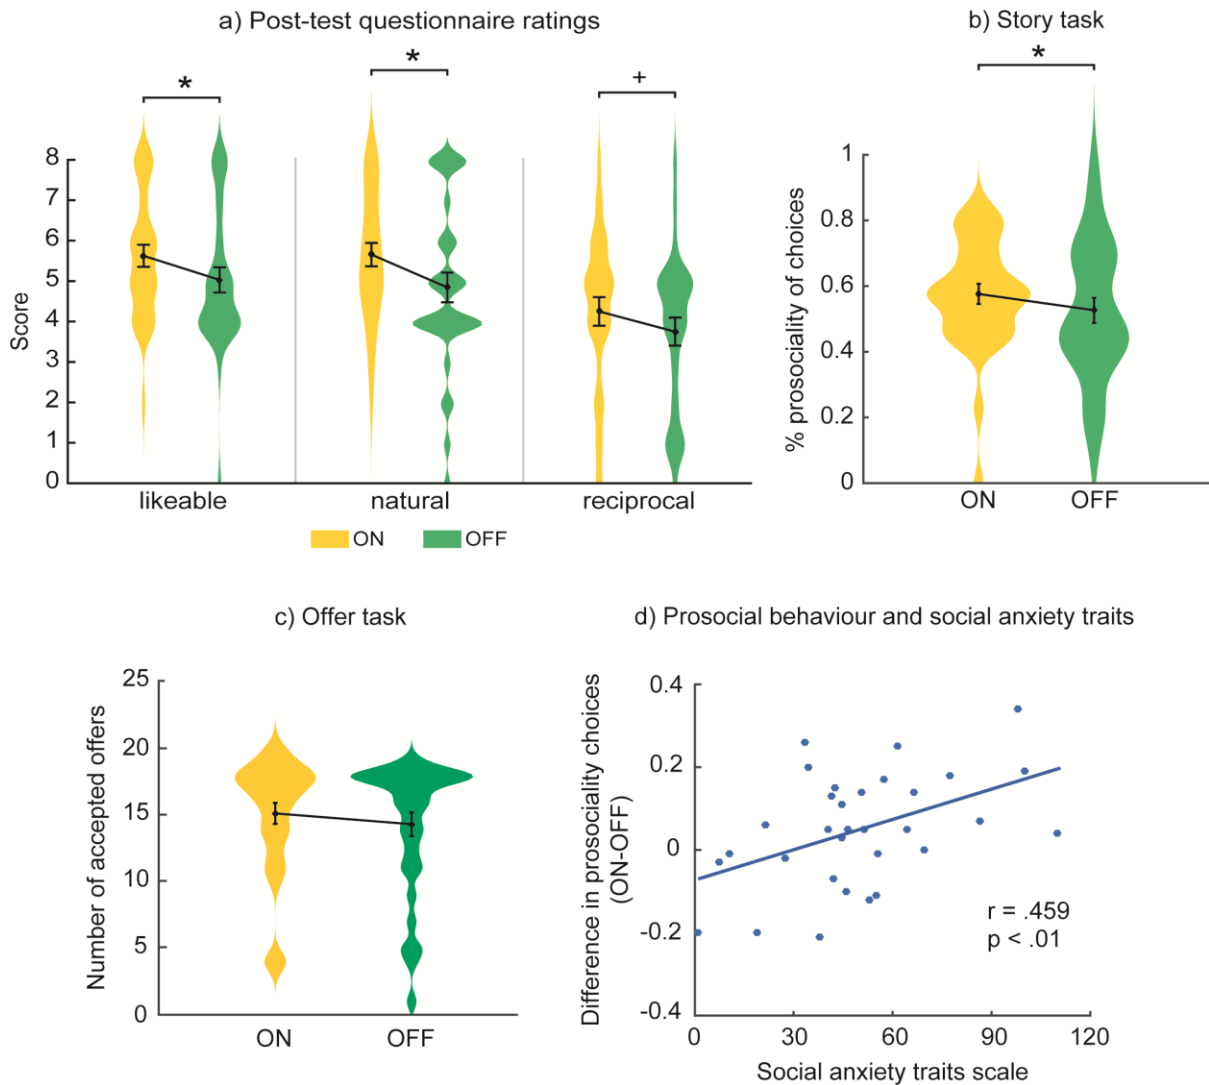 a) Post-test questionnaire ratings
*
*
+
Score
8
7
6
5
4
3
2
1
0
likeable
natural
reciprocal
ON
OFF
b) Story task
*
% prosociality of choices
1
0.8
0.6
0.4
0.2
0
ON
OFF
c) Offer task
Number of accepted offers
25
20
15
10
5
0
ON
OFF
d) Prosocial behaviour and social anxiety traits
Difference in prosociality choices
(ON-OFF)
0.4
0.2
0
-0.2
-0.4
r = .459
p < .01
0
30
60
90
120
Social anxiety traits scale